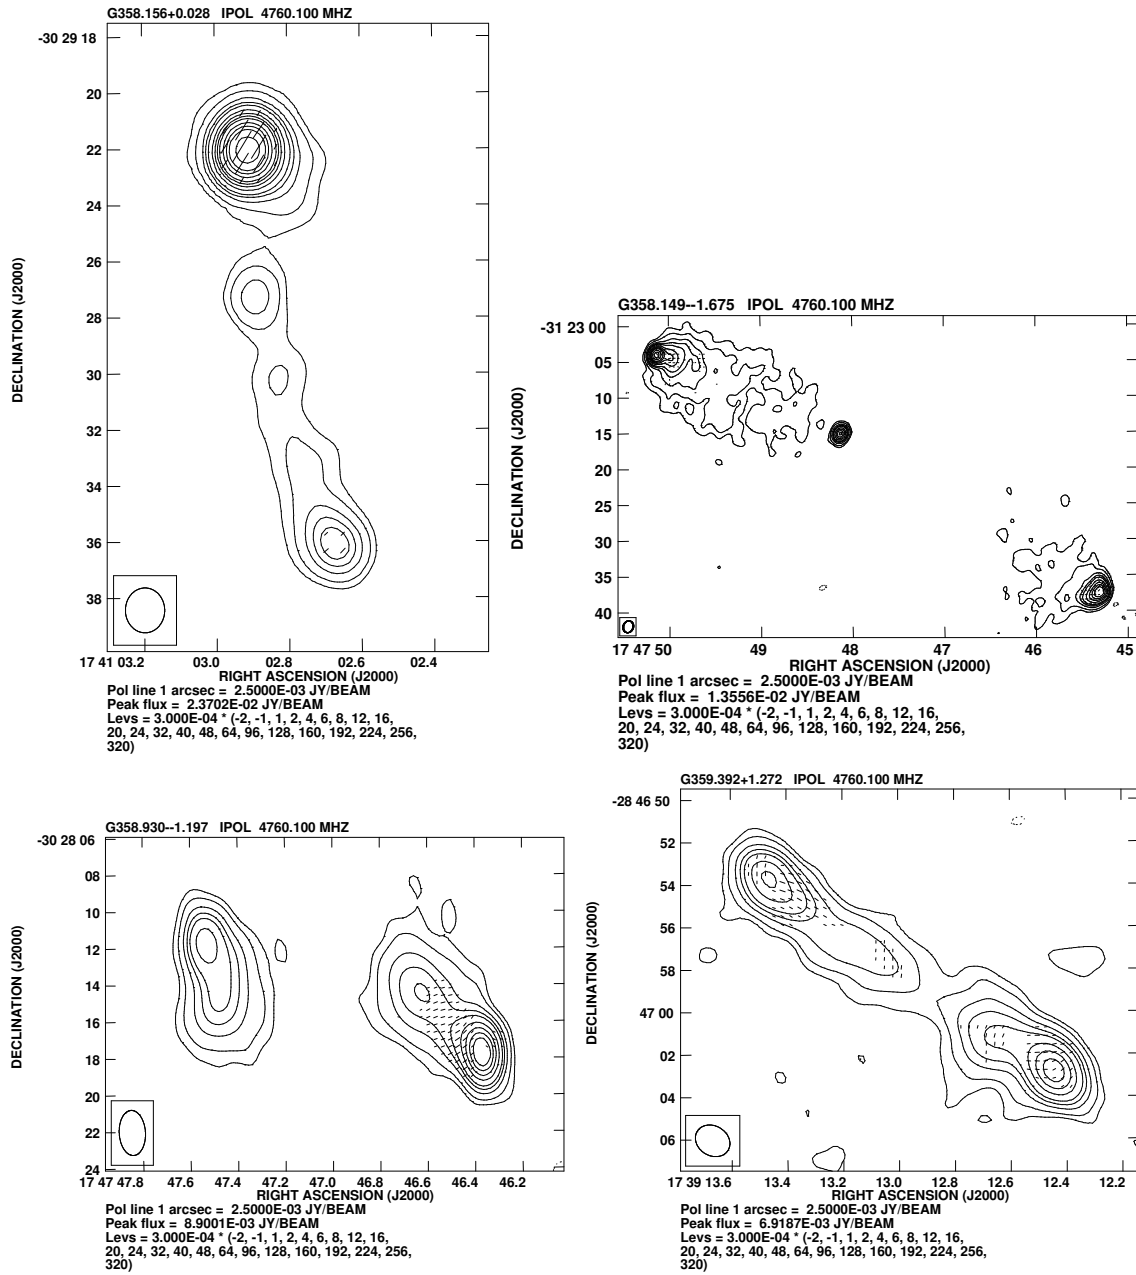 G358.156+0.028 IPOL 4760.100 MHZ
-30 29 18
20
22
24
26
28
30
32
34
36
38
DECLINATION (J2000)
17 41 03.2 03.0 02.8 02.6 02.4
RIGHT ASCENSION (J2000)
Pol line 1 arcsec = 2.5000E-03 JY/BEAM
Peak flux = 2.3702E-02 JY/BEAM
Levs = 3.000E-04 * (-2, -1, 1, 2, 4, 6, 8, 12, 16,
20, 24, 32, 40, 48, 64, 96, 128, 160, 192, 224, 256,
320)
G358.149--1.675 IPOL 4760.100 MHZ
-31 23 00
05
10
15
20
25
30
35
40
DECLINATION (J2000)
17 47 50 49 48 47 46 45
RIGHT ASCENSION (J2000)
Pol line 1 arcsec = 2.5000E-03 JY/BEAM
Peak flux = 1.3556E-02 JY/BEAM
Levs = 3.000E-04 * (-2, -1, 1, 2, 4, 6, 8, 12, 16,
20, 24, 32, 40, 48, 64, 96, 128, 160, 192, 224, 256,
320)
G358.930--1.197 IPOL 4760.100 MHZ
-30 28 06
08
10
12
14
16
18
20
22
24
DECLINATION (J2000)
17 47 47.8 47.6 47.4 47.2 47.0 46.8 46.6 46.4 46.2
RIGHT ASCENSION (J2000)
Pol line 1 arcsec = 2.5000E-03 JY/BEAM
Peak flux = 8.9001E-03 JY/BEAM
Levs = 3.000E-04 * (-2, -1, 1, 2, 4, 6, 8, 12, 16,
20, 24, 32, 40, 48, 64, 96, 128, 160, 192, 224, 256,
320)
G359.392+1.272 IPOL 4760.100 MHZ
-28 46 50
52
54
56
58
47 00
02
04
06
DECLINATION (J2000)
17 39 13.6 13.4 13.2 13.0 12.8 12.6 12.4 12.2
RIGHT ASCENSION (J2000)
Pol line 1 arcsec = 2.5000E-03 JY/BEAM
Peak flux = 6.9187E-03 JY/BEAM
Levs = 3.000E-04 * (-2, -1, 1, 2, 4, 6, 8, 12, 16,
20, 24, 32, 40, 48, 64, 96, 128, 160, 192, 224, 256,
320)